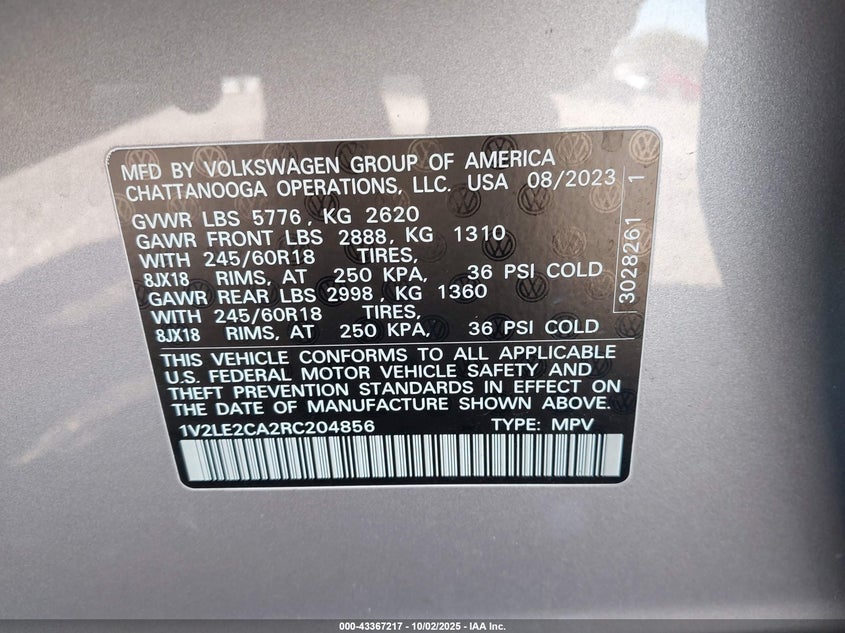 MFD BY VOLKSWAGEN GROUP OF AMERICA
CHATTANOOGA OPERATIONS, LLC. USA 08/2023
GVWR LBS 5776, KG 2620
GAWR FRONT LBS 2888, KG 1310
WITH 245/60R18 TIRES,
8JX18 RIMS, AT 250 KPA, 36 PSI COLD
GAWR REAR LBS 2998, KG 1360
WITH 245/60R18 TIRES,
8JX18 RIMS, AT 250 KPA, 36 PSI COLD
THIS VEHICLE CONFORMS TO ALL APPLICABLE
U.S. FEDERAL MOTOR VEHICLE SAFETY AND
THEFT PREVENTION STANDARDS IN EFFECT ON
THE DATE OF MANUFACTURE SHOWN ABOVE.
1V2LE2CA2RC204856 TYPE: MPV
3028261 1
000-43367217 - 10/02/2025 - IAA Inc.